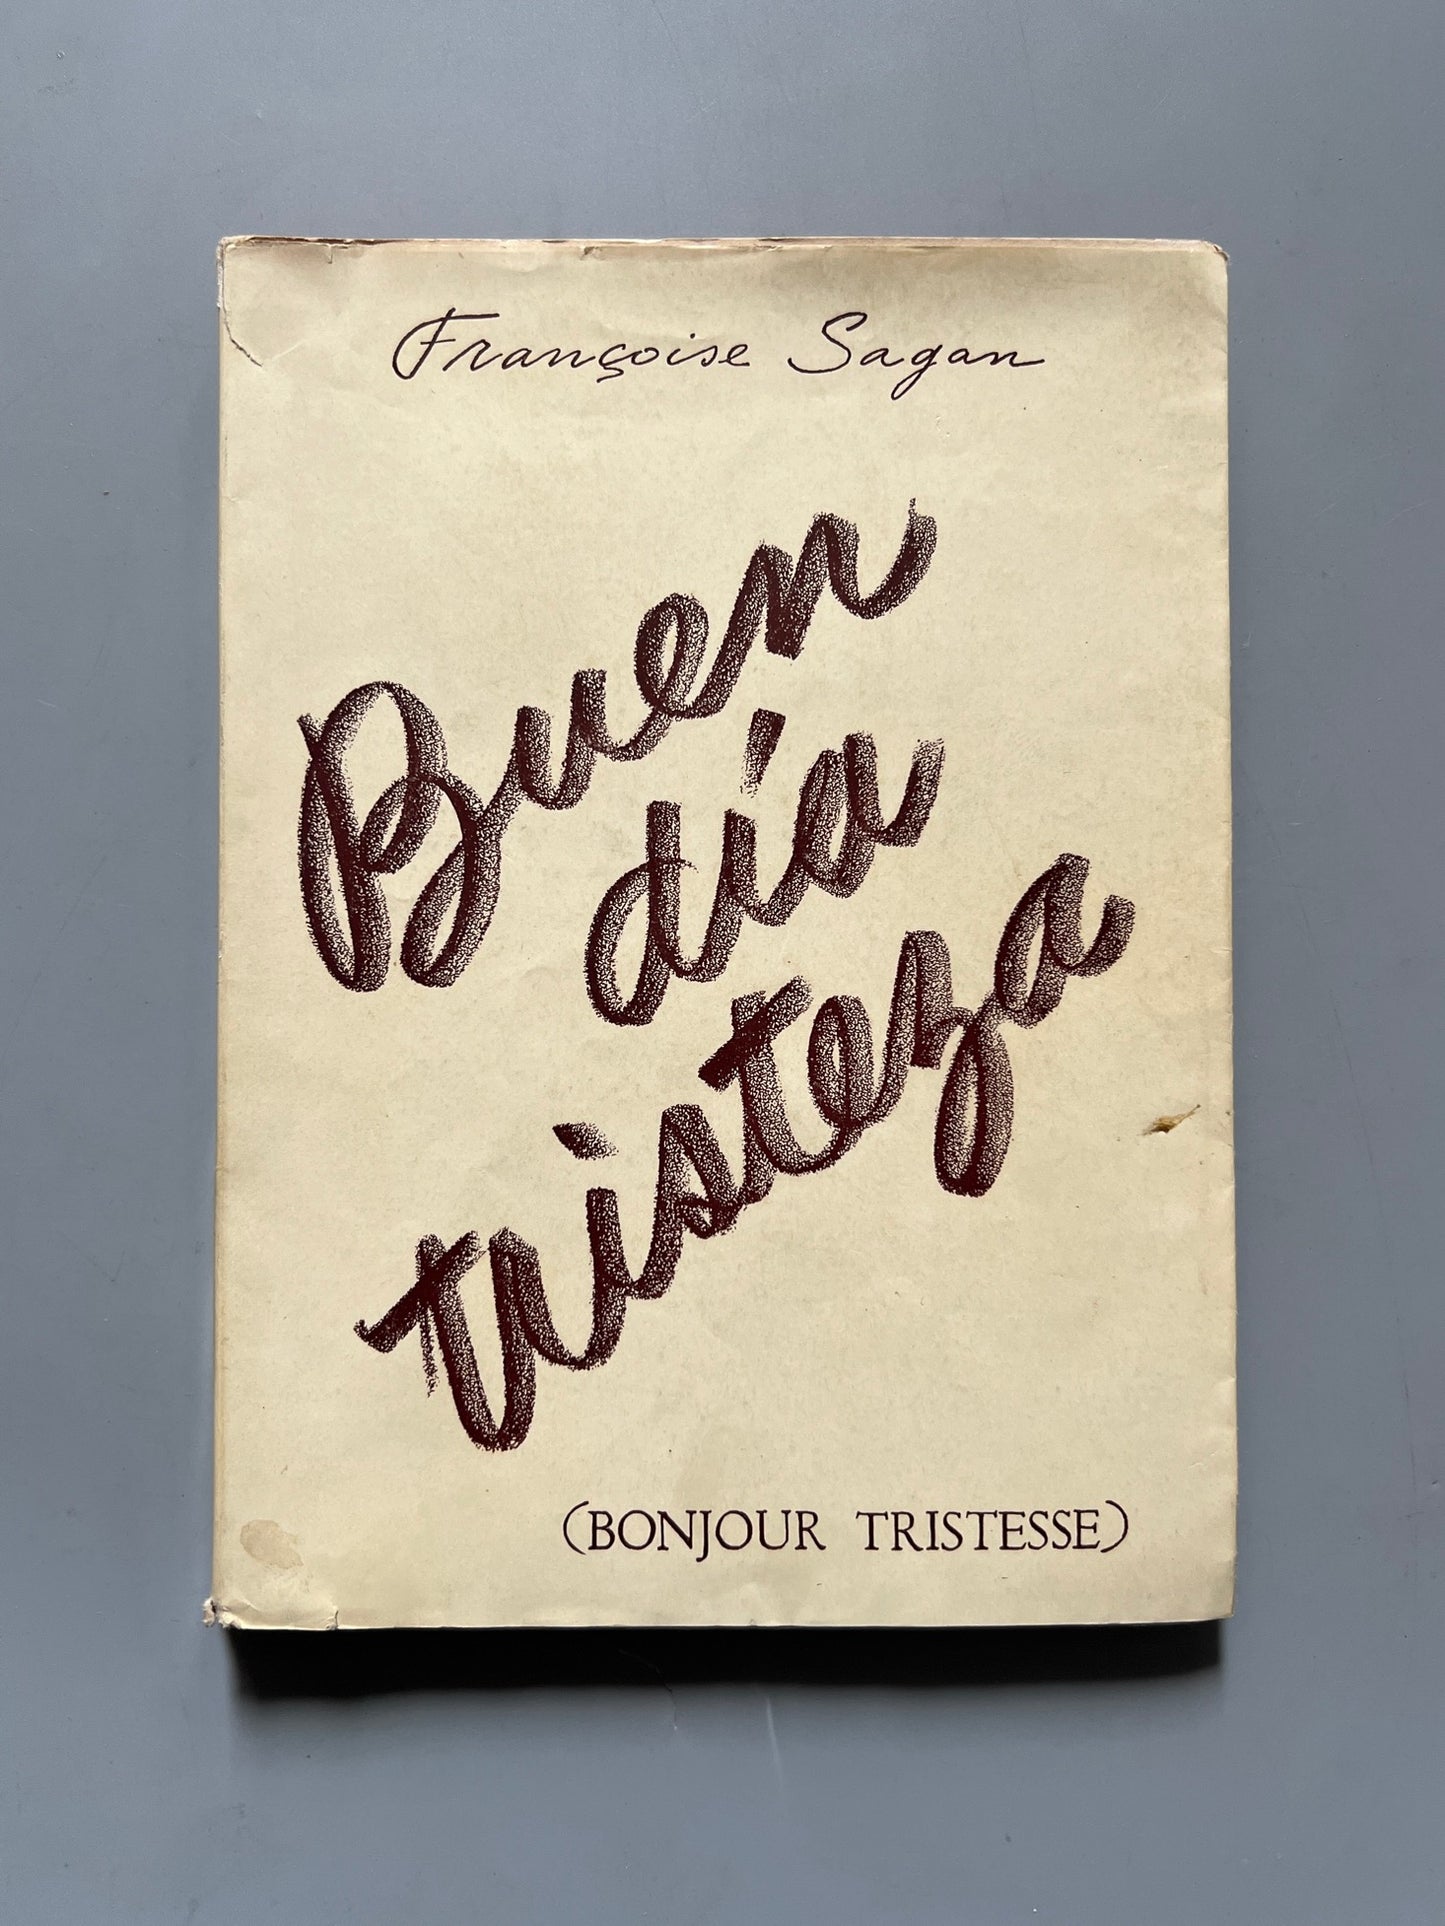 Françoise Sagan
Buen
día
tristeza
(BONJOUR TRISTESSE)